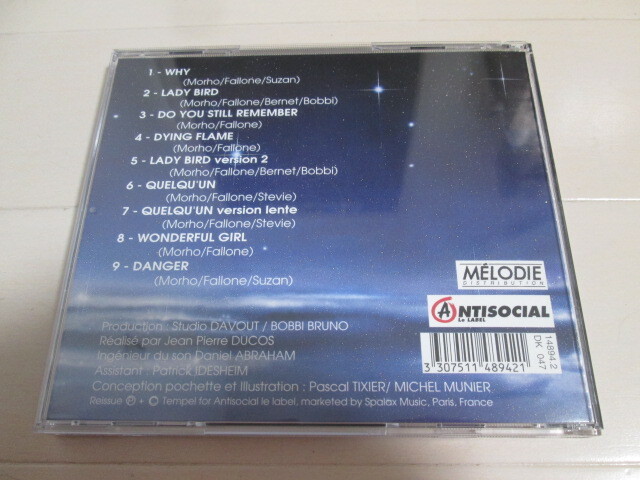 1 - WHY
(Morho/Fallone/Suzan)
2 - LADY BIRD
(Morho/Fallone/Bernet/Bobbi)
3 - DO YOU STILL REMEMBER
(Morho/Fallone)
4 - DYING FLAME
(Morho/Fallone)
5 - LADY BIRD version 2
(Morho/Fallone/Bernet/Bobbi)
6 - QUELQU'UN
(Morho/Fallone/Stevie)
7 - QUELQU'UN version lente
(Morho/Fallone/Stevie)
8 - WONDERFUL GIRL
(Morho/Fallone)
9 - DANGER
(Morho/Fallone/Suzan)
MÉLODIE
DISTRIBUTION
ANTISOCIAL
Le LABEL
Production : Studio DAVOUT / BOBBI BRUNO
Réalisé par Jean Pierre DUCOS
Ingénieur du son Daniel ABRAHAM
Assistant : Patrick IDESHEIM
Conception pochette et Illustration : Pascal TIXIER/ MICHEL MUNIER
Reissue ℗ + © Tempel for Antisocial le label, marketed by Spalax Music, Paris, France
3 307511 489421
14894 2
DK 047